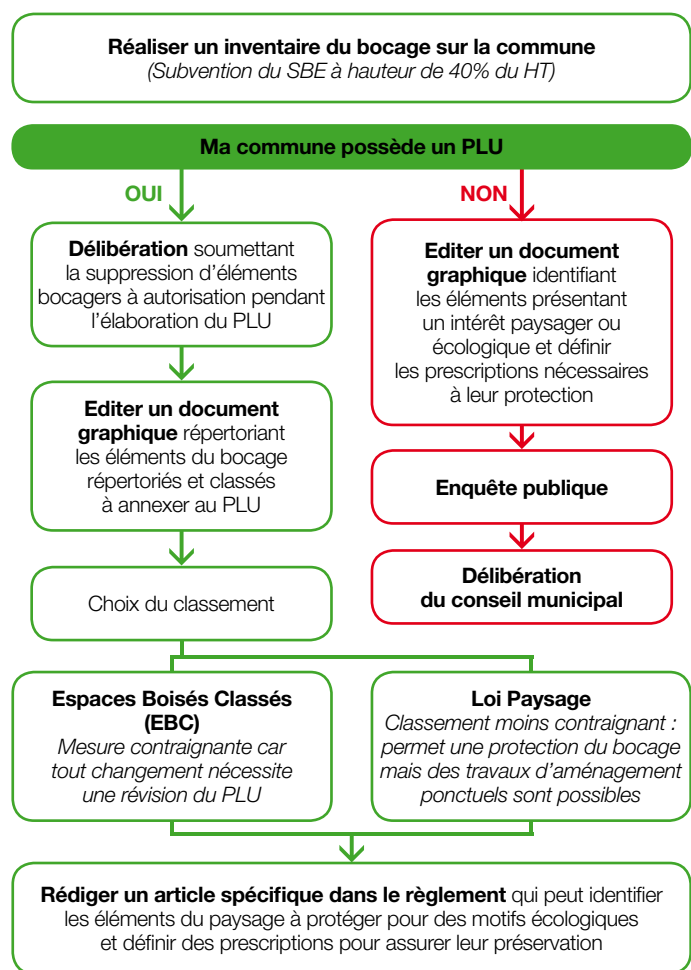 Réaliser un inventaire du bocage sur la commune
(Subvention du SBE à hauteur de 40% du HT)
Ma commune possède un PLU
OUI
Délibération soumettant
la suppression d'éléments
bocagers à autorisation pendant
l'élaboration du PLU
Editer un document
graphique répertoriant
les éléments du bocage
répertoriés et classés
à annexer au PLU
Choix du classement
NON
Editer un document
graphique identifiant
les éléments présentant
un intérêt paysager ou
écologique et définir
les prescriptions nécessaires
à leur protection
Enquête publique
Délibération
du conseil municipal
Espaces Boisés Classés
(EBC)
Mesure contraignante car
tout changement nécessite
une révision du PLU
Loi Paysage
Classement moins contraignant :
permet une protection du bocage
mais des travaux d'aménagement
ponctuels sont possibles
Rédiger un article spécifique dans le règlement qui peut identifier
les éléments du paysage à protéger pour des motifs écologiques
et définir des prescriptions pour assurer leur préservation